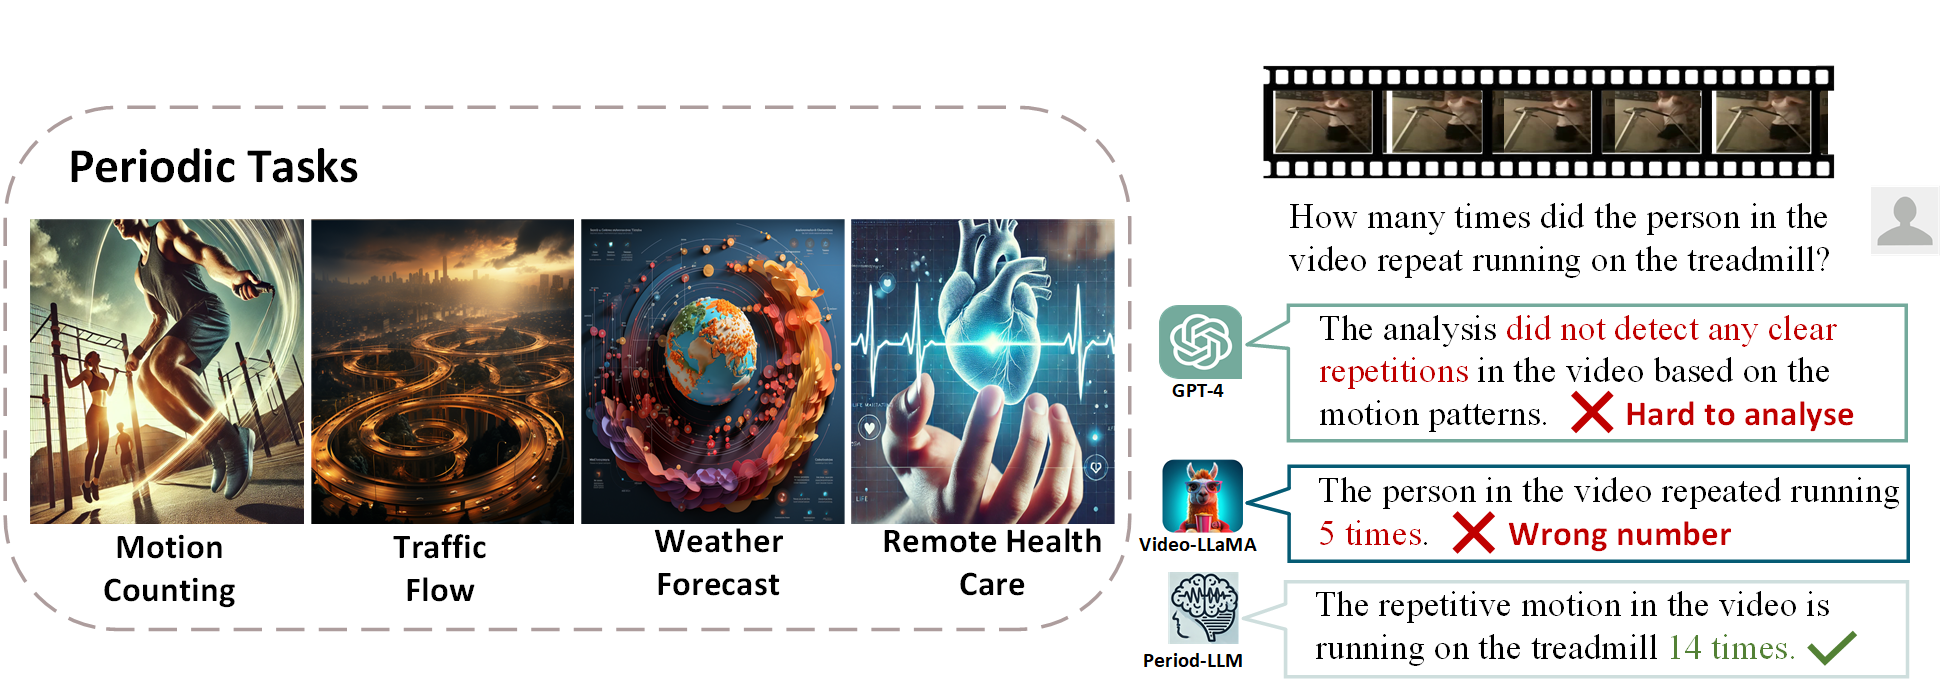 Periodic Tasks
Motion
Counting
Traffic
Flow
Weather
Forecast
Remote Health
Care
How many times did the person in the
video repeat running on the treadmill?
GPT-4
The analysis did not detect any clear
repetitions in the video based on the
motion patterns. Hard to analyse
Video-LLaMA
The person in the video repeated running
5 times. Wrong number
Period-LLM
The repetitive motion in the video is
running on the treadmill 14 times.